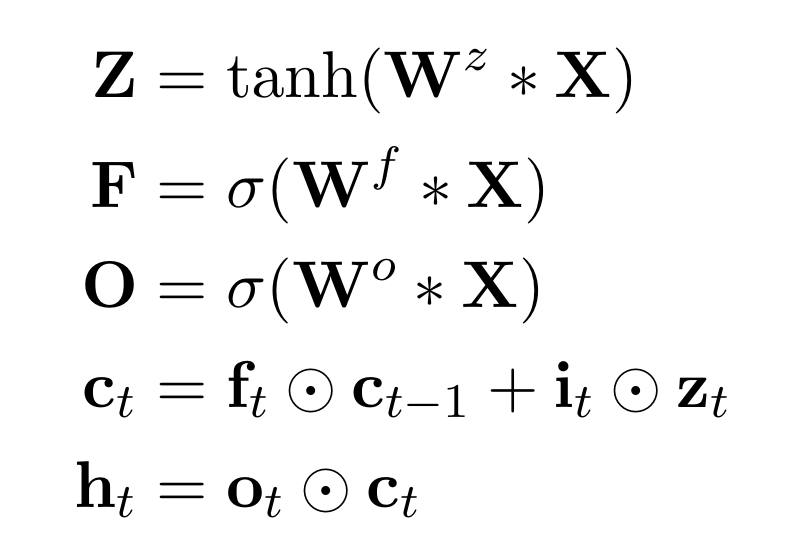 Z = tanh(W^z * X)
F = σ(W^f * X)
O = σ(W^o * X)
c_t = f_t ⊙ c_{t−1} + i_t ⊙ z_t
h_t = o_t ⊙ c_t